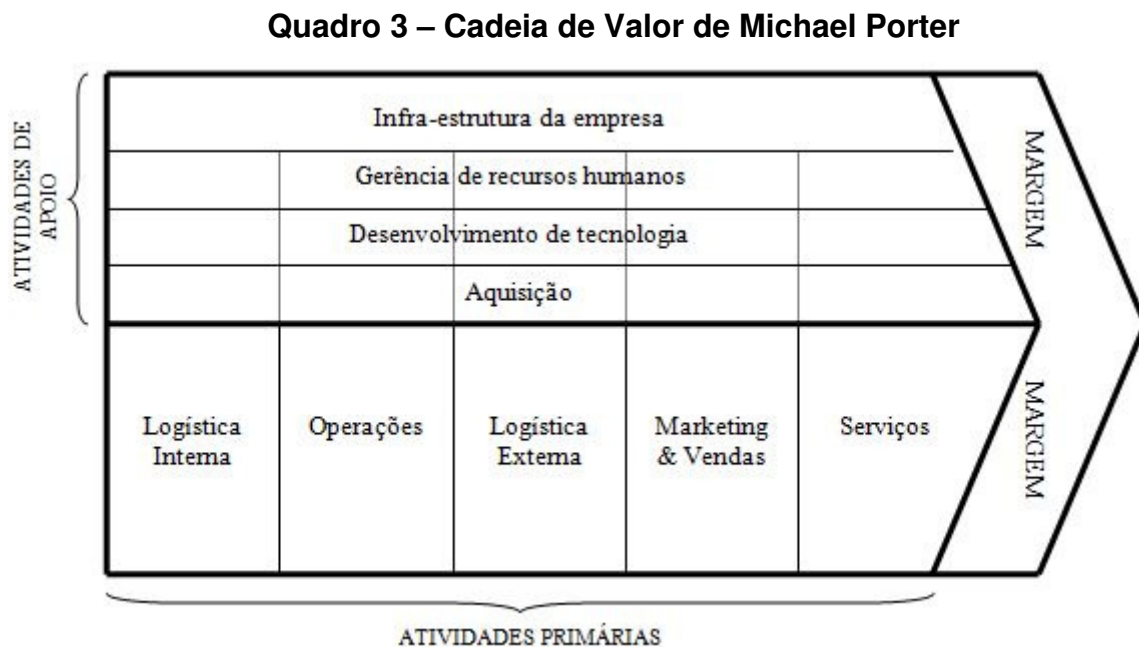 Quadro 3 – Cadeia de Valor de Michael Porter
ATIVIDADES DE
APOIO
Infra-estrutura da empresa
Gerência de recursos humanos
Desenvolvimento de tecnologia
Aquisição
MARGEM
Logística
Interna
Operações
Logística
Externa
Marketing
& Vendas
Serviços
MARGEM
ATIVIDADES PRIMÁRIAS